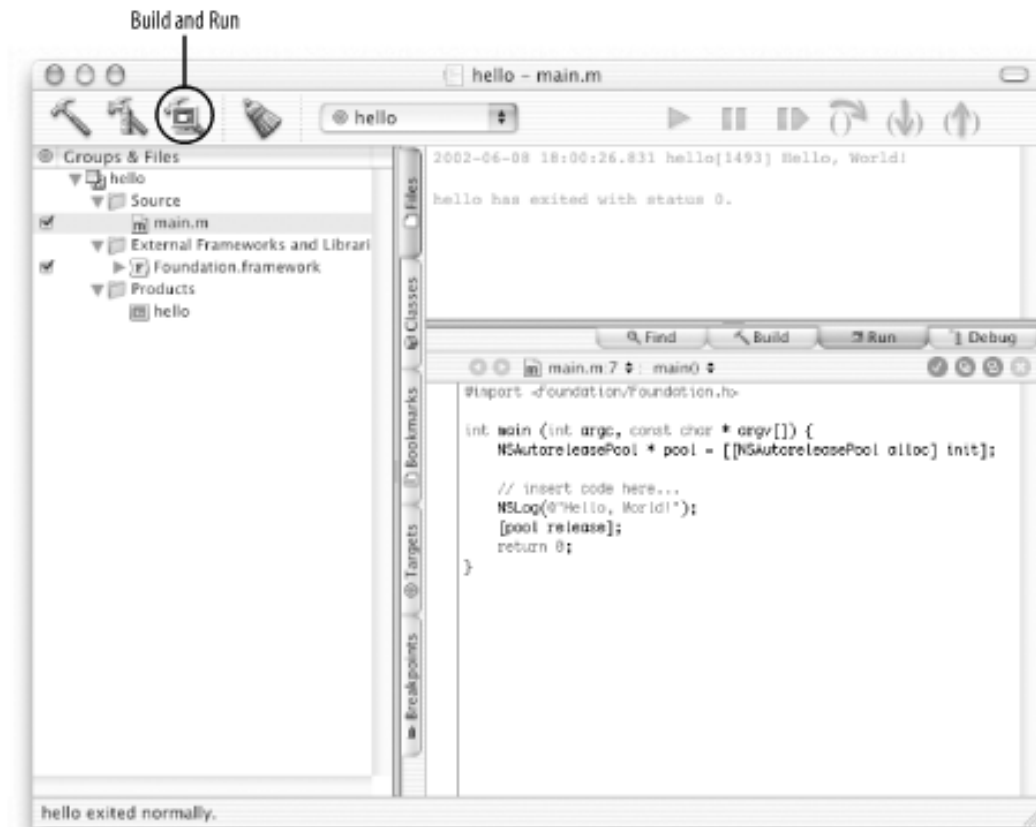 Build and Run
hello – main.m
hello
Groups & Files
hello
Source
main.m
External Frameworks and Librari
Foundation.framework
Products
hello
Files
Classes
Bookmarks
Targets
Breakpoints
2002-06-08 18:00:26.831 hello[1493] Hello, World!
hello has exited with status 0.
Find
Build
Run
Debug
main.m:7 : main()
#import <Foundation/Foundation.h>
int main (int argc, const char * argv[]) {
NSAutoreleasePool * pool = [[NSAutoreleasePool alloc] init];
// insert code here...
NSLog(@"Hello, World!");
[pool release];
return 0;
}
hello exited normally.